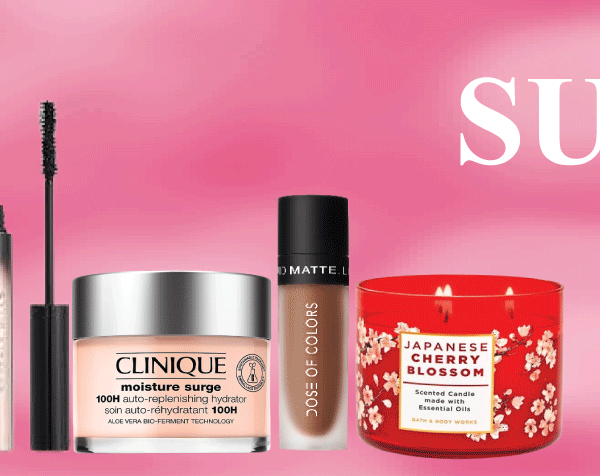 SU
CLINIQUE
moisture surge
100H auto-replenishing hydrator
soin auto-réhydratant 100H
ALOE VERA BIO-FERMENT TECHNOLOGY
MATTE. L
DOSE OF COLORS
JAPANESE
CHERRY
BLOSSOM
Scented Candle
made with
Essential Oils
BATH & BODY WORKS